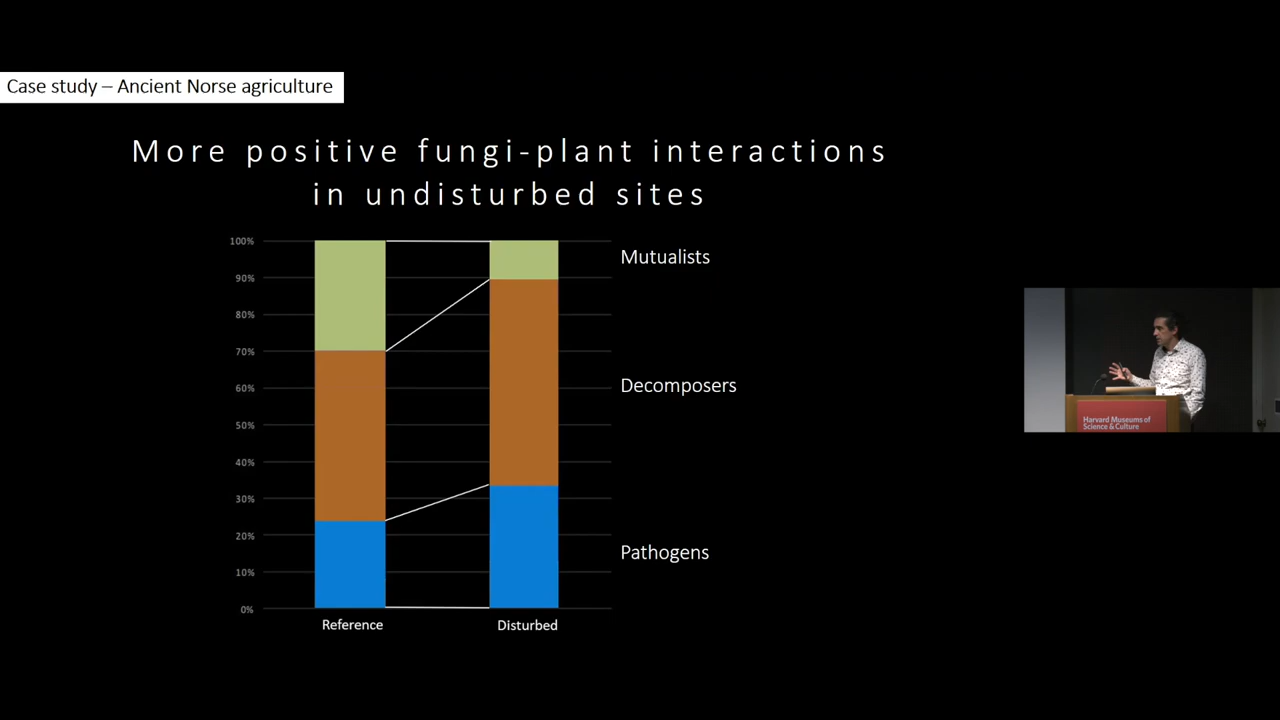 Case study – Ancient Norse agriculture
More positive fungi-plant interactions
in undisturbed sites
100%
90%
80%
70%
60%
50%
40%
30%
20%
10%
0%
Mutualists
Decomposers
Pathogens
Reference
Disturbed
Harvard Museums of
Science & Culture